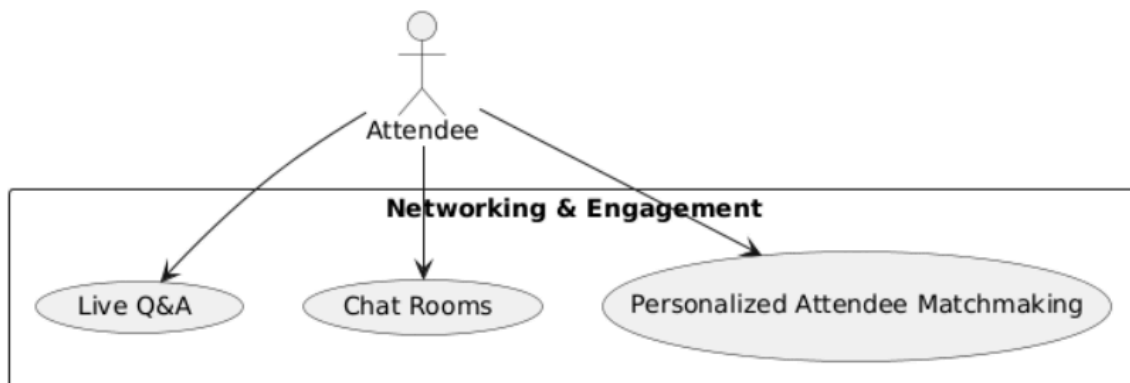 Attendee
Networking & Engagement
Live Q&A
Chat Rooms
Personalized Attendee Matchmaking